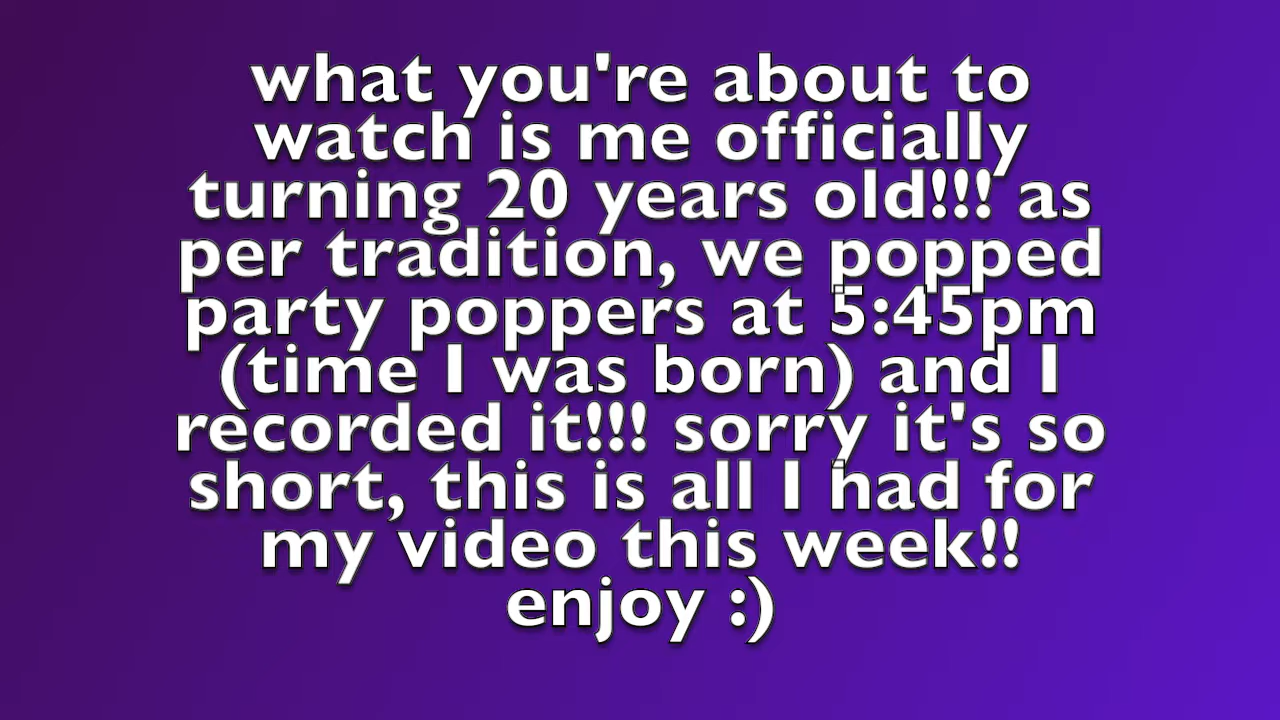 what you're about to
watch is me officially
turning 20 years old!!! as
per tradition, we popped
party poppers at 5:45pm
(time I was born) and I
recorded it!!! sorry it's so
short, this is all I had for
my video this week!!
enjoy :)